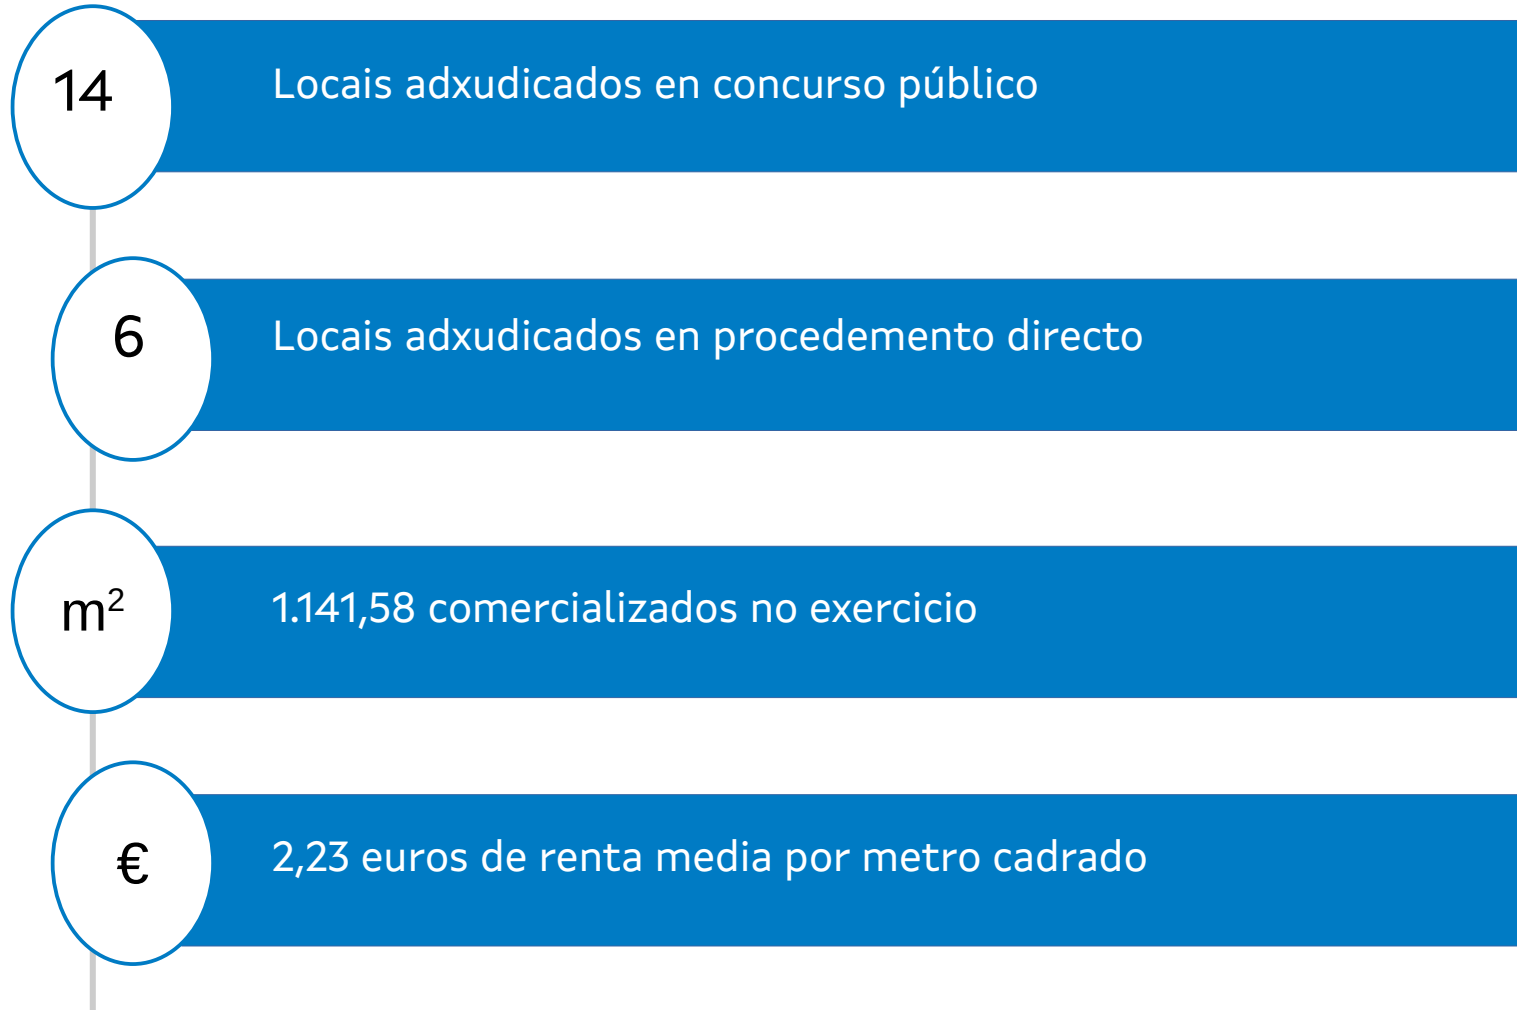 14
Locais adxudicados en concurso público
6
Locais adxudicados en procedemento directo
m²
1.141,58 comercializados no exercicio
€
2,23 euros de renta media por metro cadrado